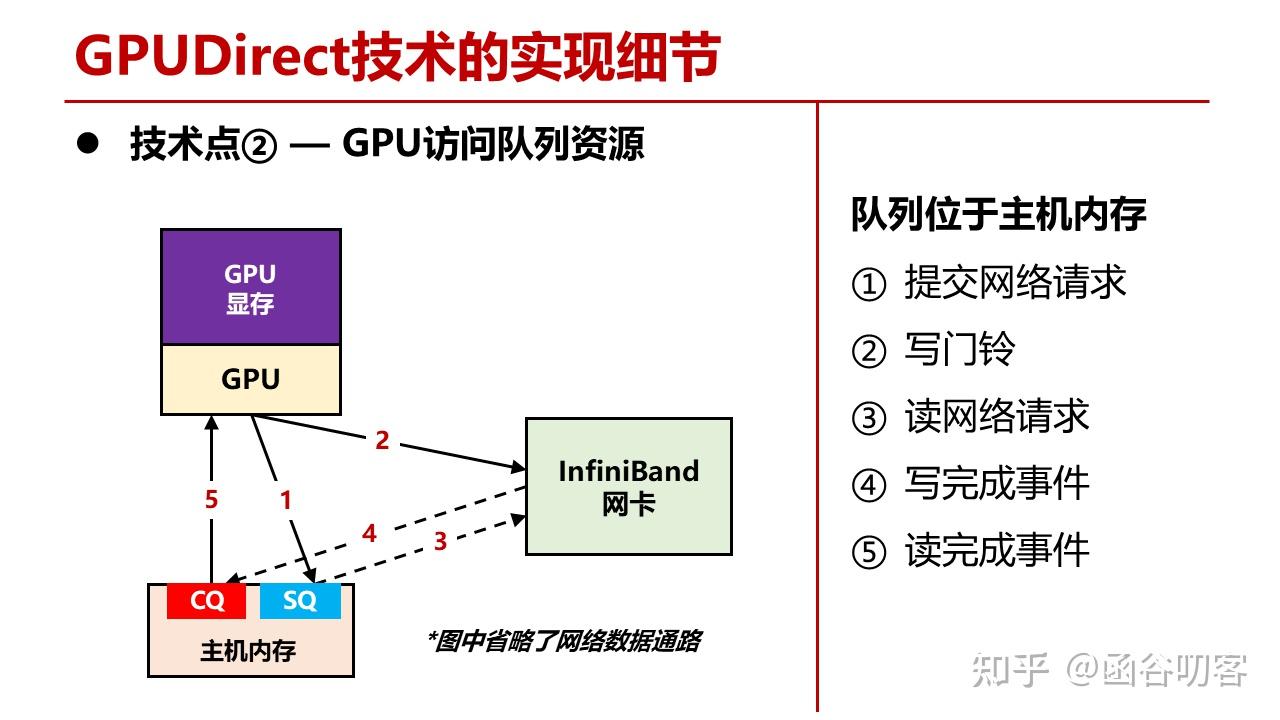 GPUDirect技术的实现细节
● 技术点② — GPU访问队列资源
GPU
显存
GPU
2
InfiniBand
网卡
5
1
4
3
CQ
SQ
主机内存
*图中省略了网络数据通路
队列位于主机内存
① 提交网络请求
② 写门铃
③ 读网络请求
④ 写完成事件
⑤ 读完成事件
知乎 @函谷叨客